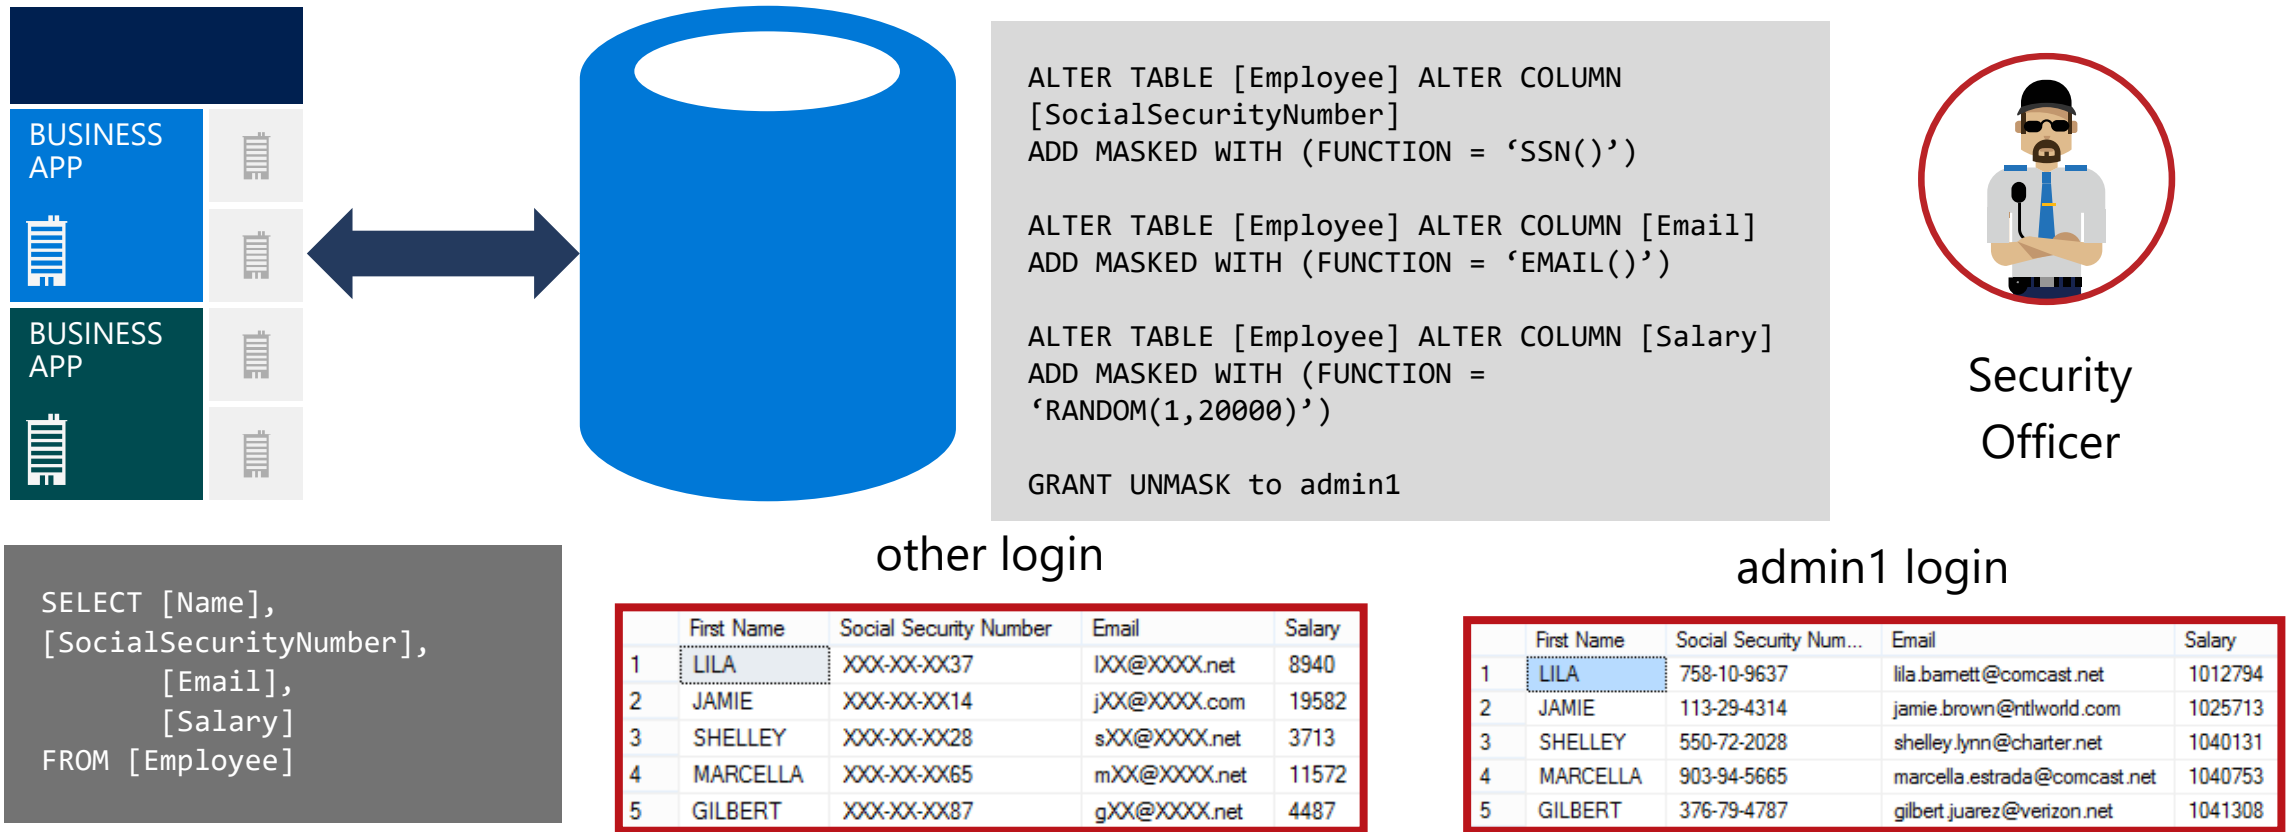 BUSINESS
APP
BUSINESS
APP
ALTER TABLE [Employee] ALTER COLUMN
[SocialSecurityNumber]
ADD MASKED WITH (FUNCTION = ‘SSN()’)
ALTER TABLE [Employee] ALTER COLUMN [Email]
ADD MASKED WITH (FUNCTION = ‘EMAIL()’)
ALTER TABLE [Employee] ALTER COLUMN [Salary]
ADD MASKED WITH (FUNCTION =
‘RANDOM(1,20000)’)
GRANT UNMASK to admin1
Security
Officer
SELECT [Name],
[SocialSecurityNumber],
[Email],
[Salary]
FROM [Employee]
other login
First Name Social Security Number Email Salary
1 LILA XXX-XX-XX37 lXX@XXXX.net 8940
2 JAMIE XXX-XX-XX14 jXX@XXXX.com 19582
3 SHELLEY XXX-XX-XX28 sXX@XXXX.net 3713
4 MARCELLA XXX-XX-XX65 mXX@XXXX.net 11572
5 GILBERT XXX-XX-XX87 gXX@XXXX.net 4487
admin1 login
First Name Social Security Num... Email Salary
1 LILA 758-10-9637 lila.barnett@comcast.net 1012794
2 JAMIE 113-29-4314 jamie.brown@ntlworld.com 1025713
3 SHELLEY 550-72-2028 shelley.lynn@charter.net 1040131
4 MARCELLA 903-94-5665 marcella.estrada@comcast.net 1040753
5 GILBERT 376-79-4787 gilbert.juarez@verizon.net 1041308